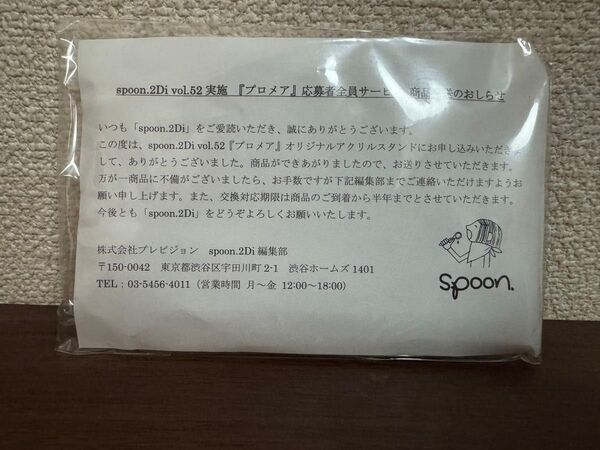 spoon.2Di vol.52 実施 『プロメア』応募者全員サービス 商品 送のおしらせ
いつも「spoon.2Di」をご愛読いただき、誠にありがとうございます。
この度は、spoon.2Di vol.52『プロメア』オリジナルアクリルスタンドにお申し込みいただきま
して、ありがとうございました。商品ができあがりましたので、お送りさせていただきます。
万が一商品に不備がございましたら、お手数ですが下記編集部までご連絡いただけますようお
願い申し上げます。また、交換対応期限は商品のご到着から半年までとさせていただきます。
今後とも「spoon.2Di」をどうぞよろしくお願いいたします。
株式会社プレビジョン spoon.2Di 編集部
〒150-0042 東京都渋谷区宇田川町 2-1 渋谷ホームズ 1401
TEL：03-5456-4011（営業時間 月～金 12:00～18:00）
spoon.